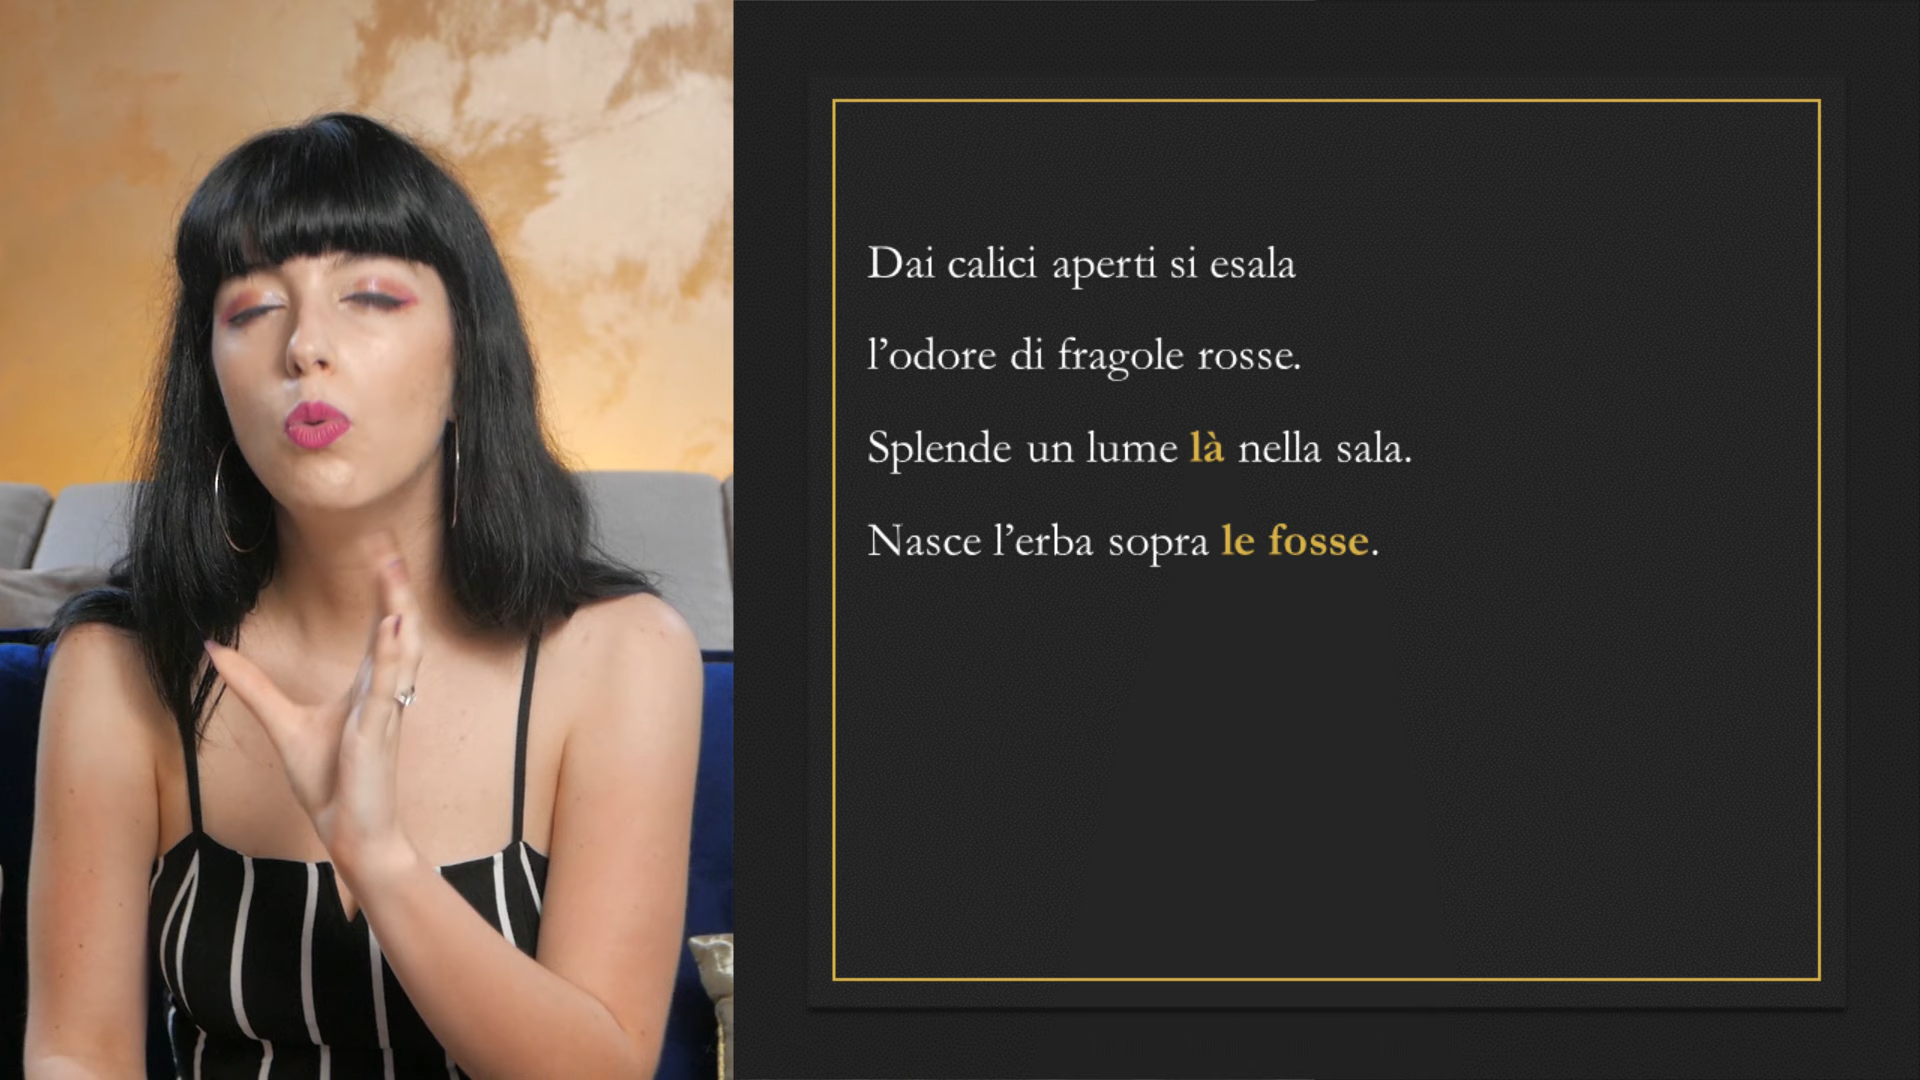 Dai calici aperti si esala
l’odore di fragole rosse.
Splende un lume là nella sala.
Nasce l’erba sopra le fosse.